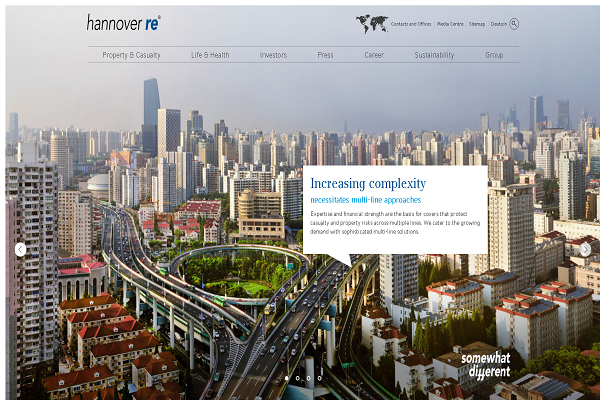 hannover re®
Contacts and Offices | Media Centre | Sitemap | Deutsch
Property & Casualty Life & Health Investors Press Career Sustainability Group
Increasing complexity
necessitates multi-line approaches
Expertise and financial strength are the basis for covers that protect
casualty and property risks across multiple lines. We cater to the growing
demand with sophisticated multi-line solutions.
somewhat
different